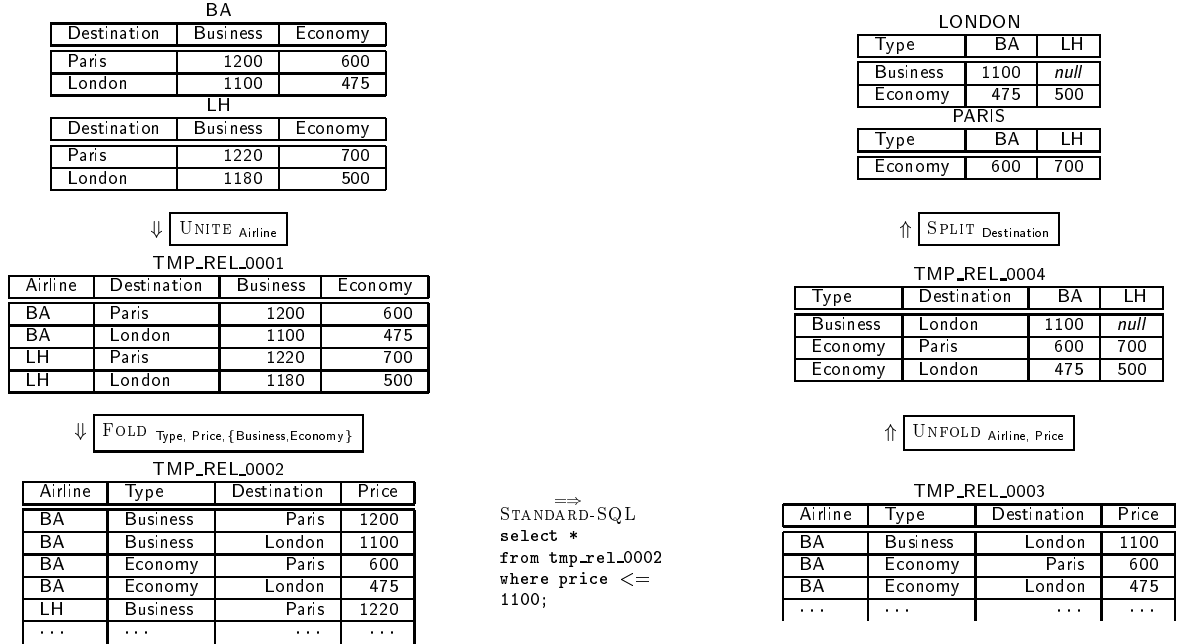 BA
Destination Business Economy
Paris 1200 600
London 1100 475
LH
Destination Business Economy
Paris 1220 700
London 1180 500
⇓ UNITE Airline
TMP_REL_0001
Airline Destination Business Economy
BA Paris 1200 600
BA London 1100 475
LH Paris 1220 700
LH London 1180 500
⇓ FOLD Type, Price, {Business,Economy}
TMP_REL_0002
Airline Type Destination Price
BA Business Paris 1200
BA Business London 1100
BA Economy Paris 600
BA Economy London 475
LH Business Paris 1220
... ... ... ...
⟹
STANDARD-SQL
select *
from tmp_rel_0002
where price <=
1100;
LONDON
Type BA LH
Business 1100 null
Economy 475 500
PARIS
Type BA LH
Economy 600 700
⇑ SPLIT Destination
TMP_REL_0004
Type Destination BA LH
Business London 1100 null
Economy Paris 600 700
Economy London 475 500
⇑ UNFOLD Airline, Price
TMP_REL_0003
Airline Type Destination Price
BA Business London 1100
BA Economy Paris 600
BA Economy London 475
... ... ... ...